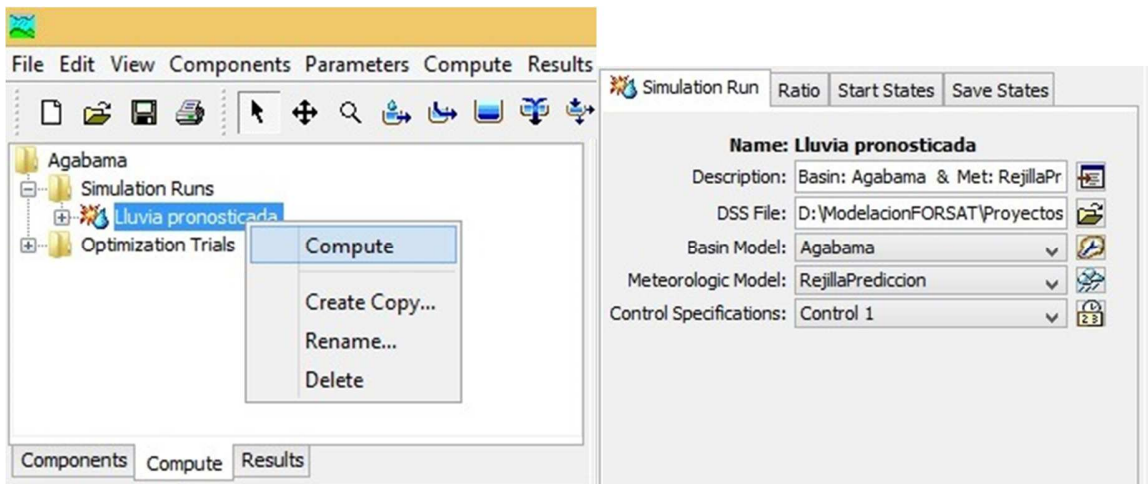 File Edit View Components Parameters Compute Results
Agabama
Simulation Runs
Lluvia pronosticada
Optimization Trials
Compute
Create Copy...
Rename...
Delete
Components Compute Results
Simulation Run Ratio Start States Save States
Name: Lluvia pronosticada
Description: Basin: Agabama & Met: RejillaPr
DSS File: D:\ModelacionFORSAT\Proyectos
Basin Model: Agabama
Meteorologic Model: RejillaPrediccion
Control Specifications: Control 1